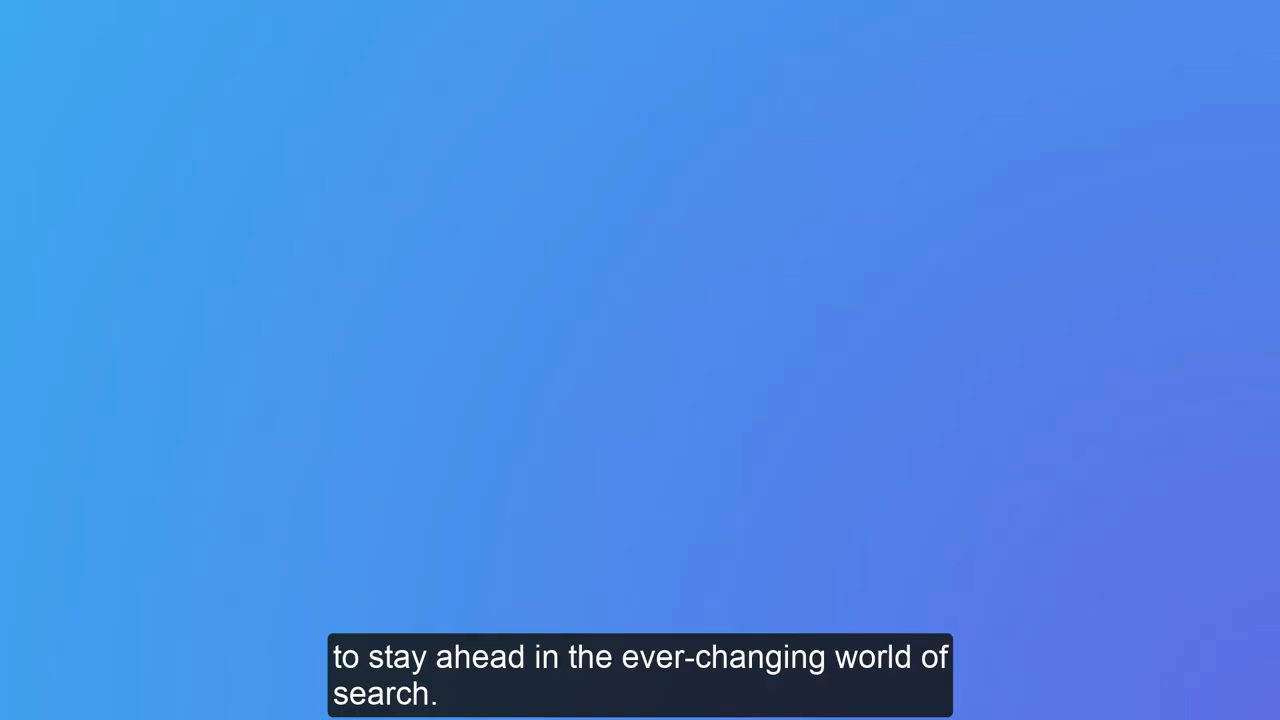 to stay ahead in the ever-changing world of
search.